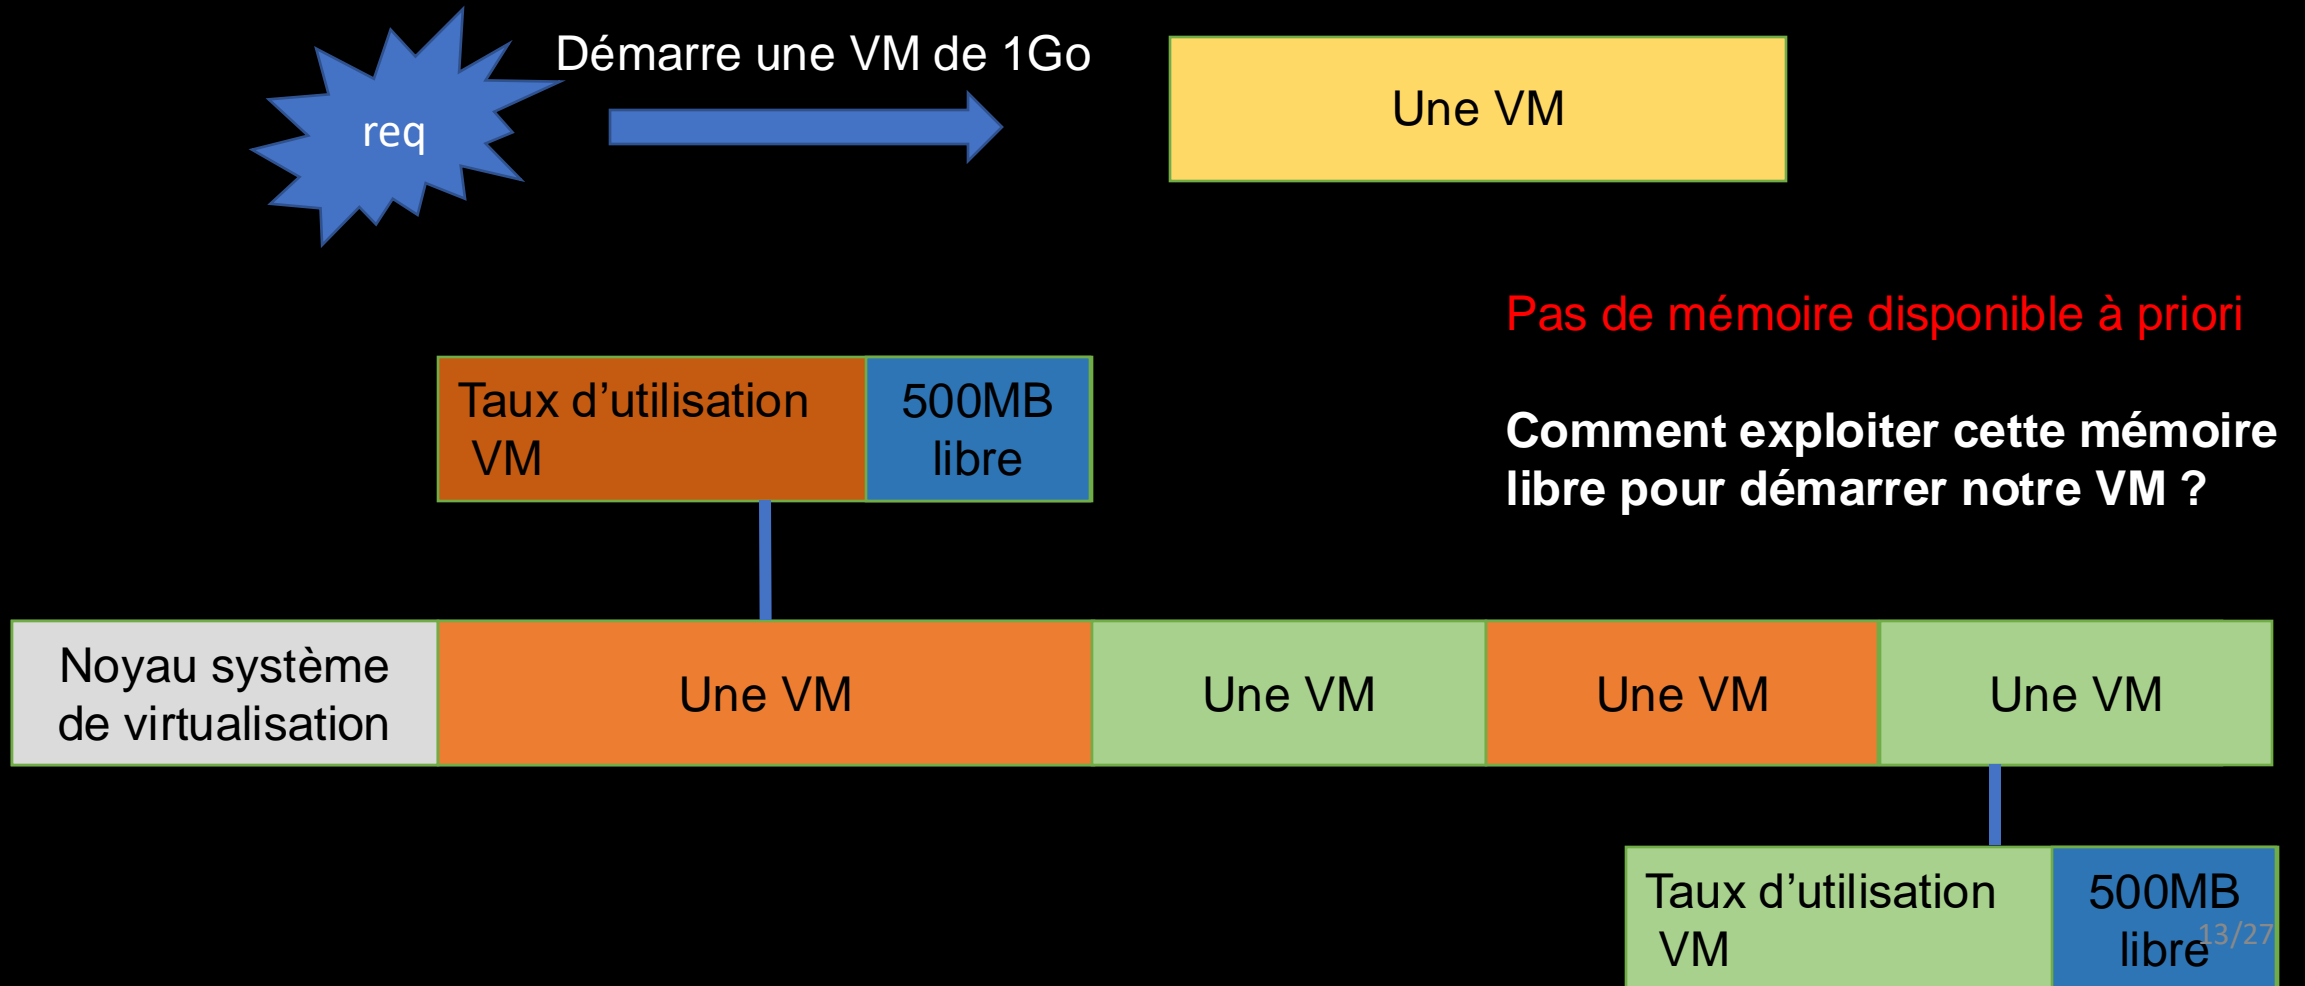 Démarre une VM de 1Go
req
Une VM
Pas de mémoire disponible à priori
Taux d’utilisation
VM
500MB
libre
Comment exploiter cette mémoire
libre pour démarrer notre VM ?
Noyau système
de virtualisation
Une VM
Une VM
Une VM
Une VM
Taux d’utilisation
VM
500MB
libre
13/27